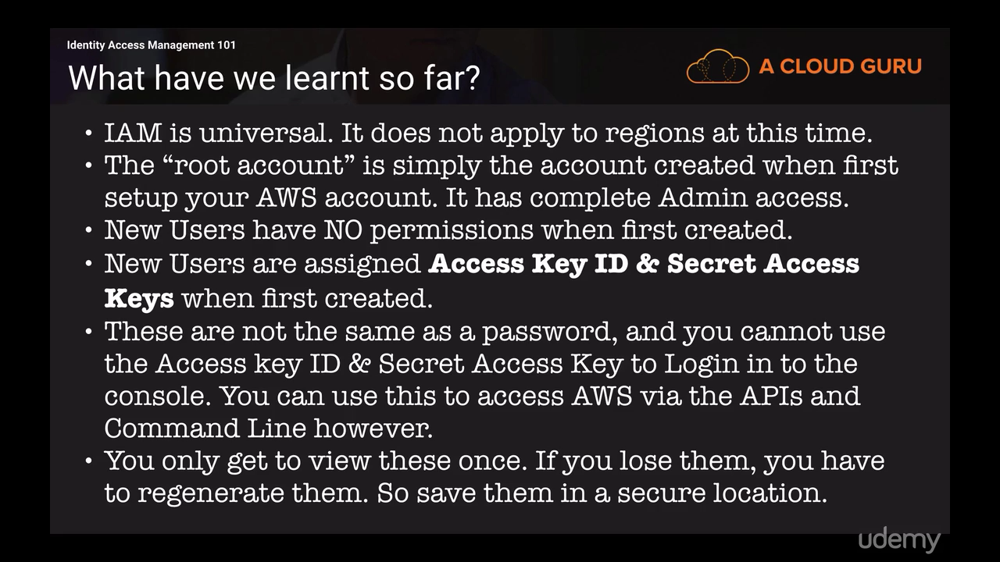 Identity Access Management 101
What have we learnt so far?
A CLOUD GURU
• IAM is universal. It does not apply to regions at this time.
• The “root account” is simply the account created when first
setup your AWS account. It has complete Admin access.
• New Users have NO permissions when first created.
• New Users are assigned Access Key ID & Secret Access
Keys when first created.
• These are not the same as a password, and you cannot use
the Access key ID & Secret Access Key to Login in to the
console. You can use this to access AWS via the APIs and
Command Line however.
• You only get to view these once. If you lose them, you have
to regenerate them. So save them in a secure location.
udemy